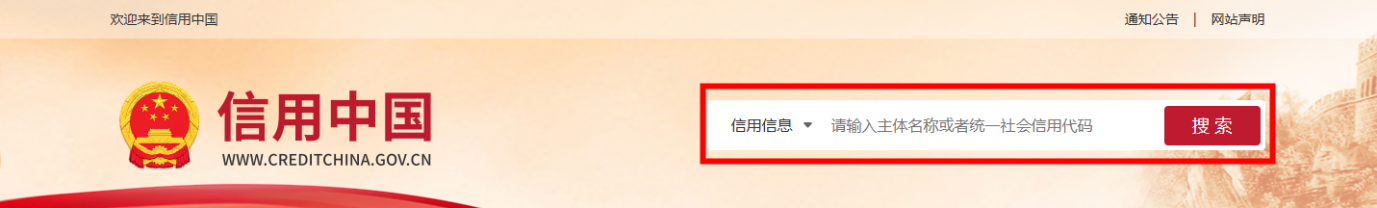 欢迎来到信用中国
通知公告 | 网站声明
信用中国
WWW.CREDITCHINA.GOV.CN
信用信息 请输入主体名称或者统一社会信用代码 搜索